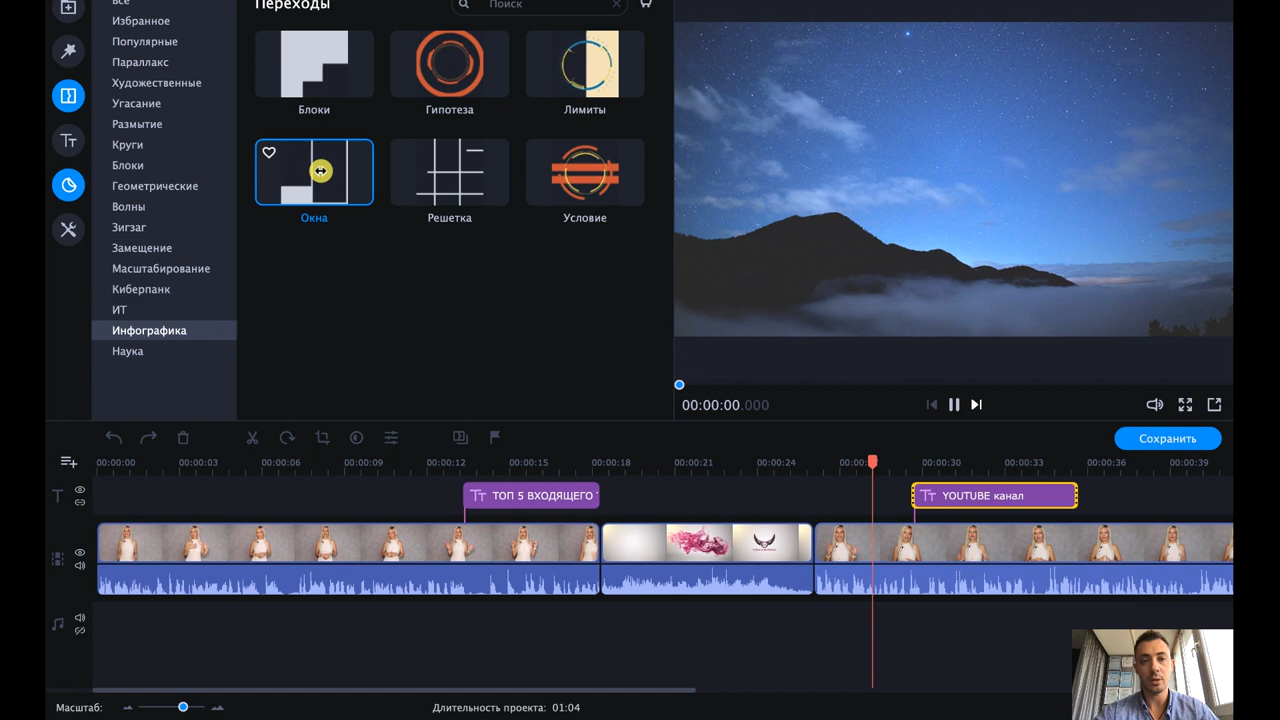 Все
Избранное
Популярные
Параллакс
Художественные
Угасание
Размытие
Круги
Блоки
Геометрические
Волны
Зигзаг
Замещение
Масштабирование
Киберпанк
ИТ
Инфографика
Наука
Переходы
Поиск
Блоки
Гипотеза
Лимиты
Окна
Решетка
Условие
00:00:00.000
Сохранить
00:00:00
00:00:03
00:00:06
00:00:09
00:00:12
00:00:15
00:00:18
00:00:21
00:00:24
00:00:30
00:00:33
00:00:36
00:00:39
T
Tт ТОП 5 ВХОДЯЩЕГО
Tт YOUTUBE канал
Масштаб:
Длительность проекта: 01:04